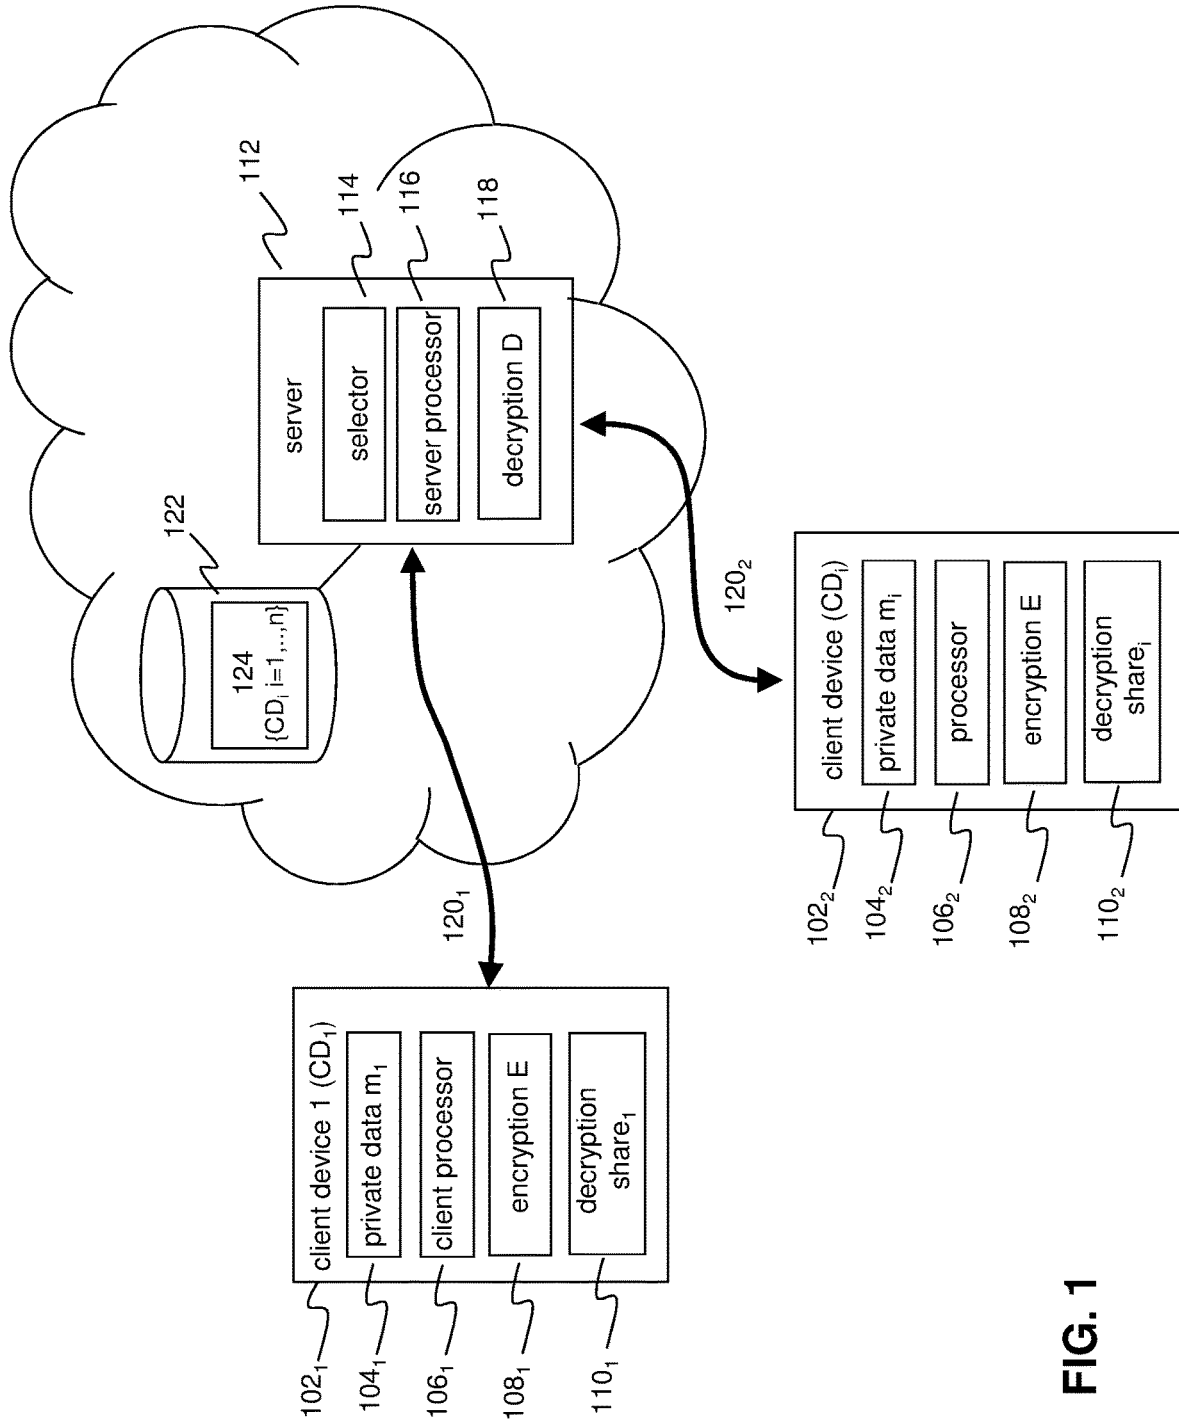 112
server
114
selector
116
server processor
118
decryption D
122
124
{CDᵢ i=1,..,n}
120₁
120₂
client device 1 (CD₁)
private data m₁
client processor
encryption E
decryption
share₁
102₁
104₁
106₁
108₁
110₁
client device (CDᵢ)
private data mᵢ
processor
encryption E
decryption
shareᵢ
102₂
104₂
106₂
108₂
110₂
FIG. 1